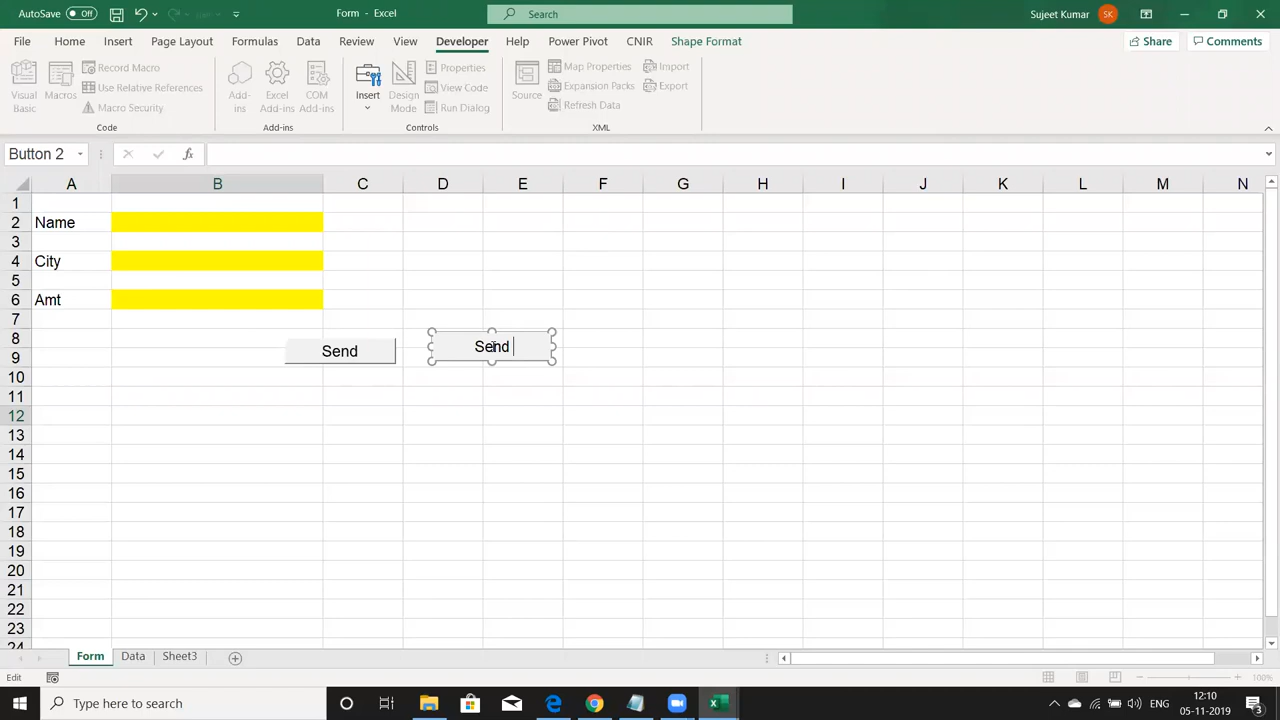 AutoSave Off Form - Excel Search Sujeet Kumar SK
File Home Insert Page Layout Formulas Data Review View Developer Help Power Pivot CNIR Shape Format Share Comments
Visual Basic Macros Record Macro Use Relative References Macro Security
Add-ins Excel Add-ins COM Add-ins
Insert Design Mode Properties View Code Run Dialog
Source Map Properties Expansion Packs Refresh Data Import Export
Code Add-ins Controls XML
Button 2 fx
A B C D E F G H I J K L M N
1
2 Name
3
4 City
5
6 Amt
7
8
9
Send Send
10
11
12
13
14
15
16
17
18
19
20
21
22
23
24
Form Data Sheet3
Edit 100%
Type here to search ENG 12:10
05-11-2019 3